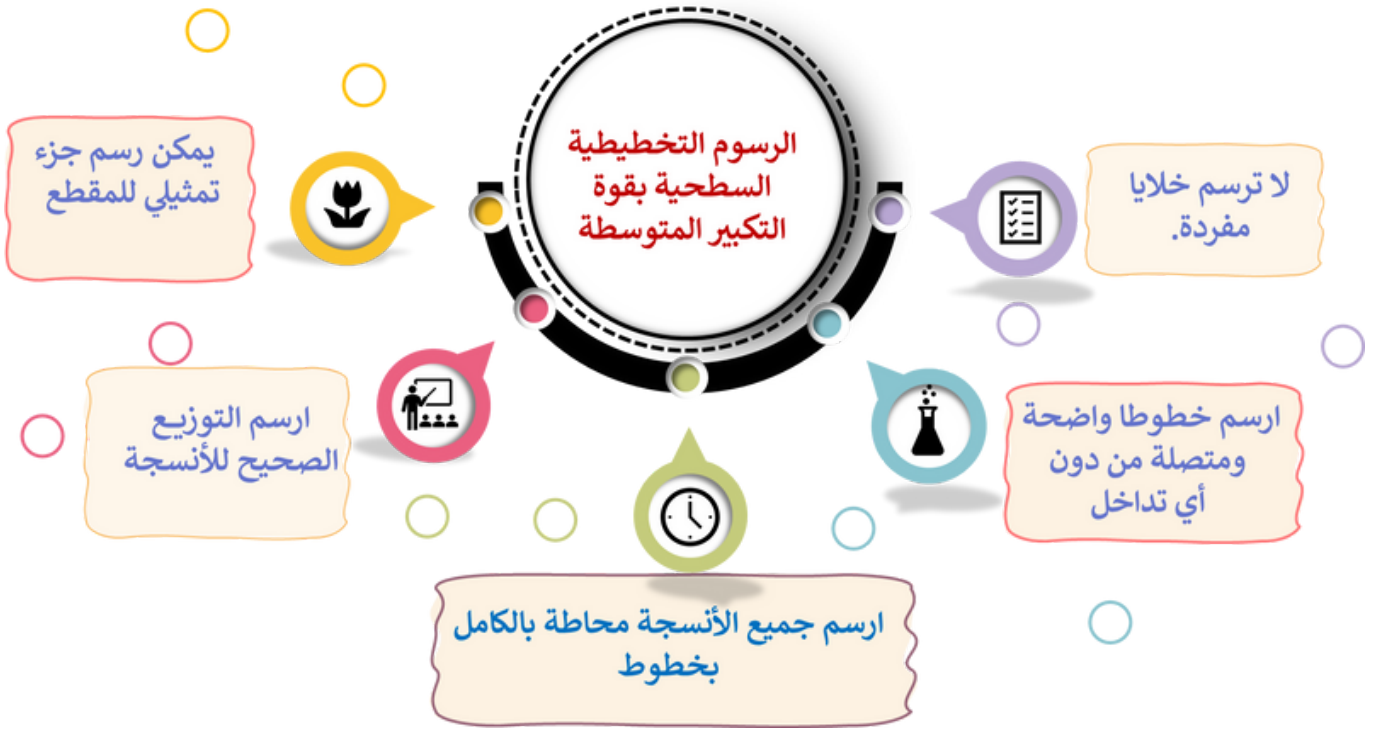 الرسوم التخطيطية
السطحية بقوة
التكبير المتوسطة
لا ترسم خلايا
مفردة.
ارسم خطوطا واضحة
ومتصلة من دون
أي تداخل
ارسم جميع الأنسجة محاطة بالكامل
بخطوط
ارسم التوزيع
الصحيح للأنسجة
يمكن رسم جزء
تمثيلي للمقطع